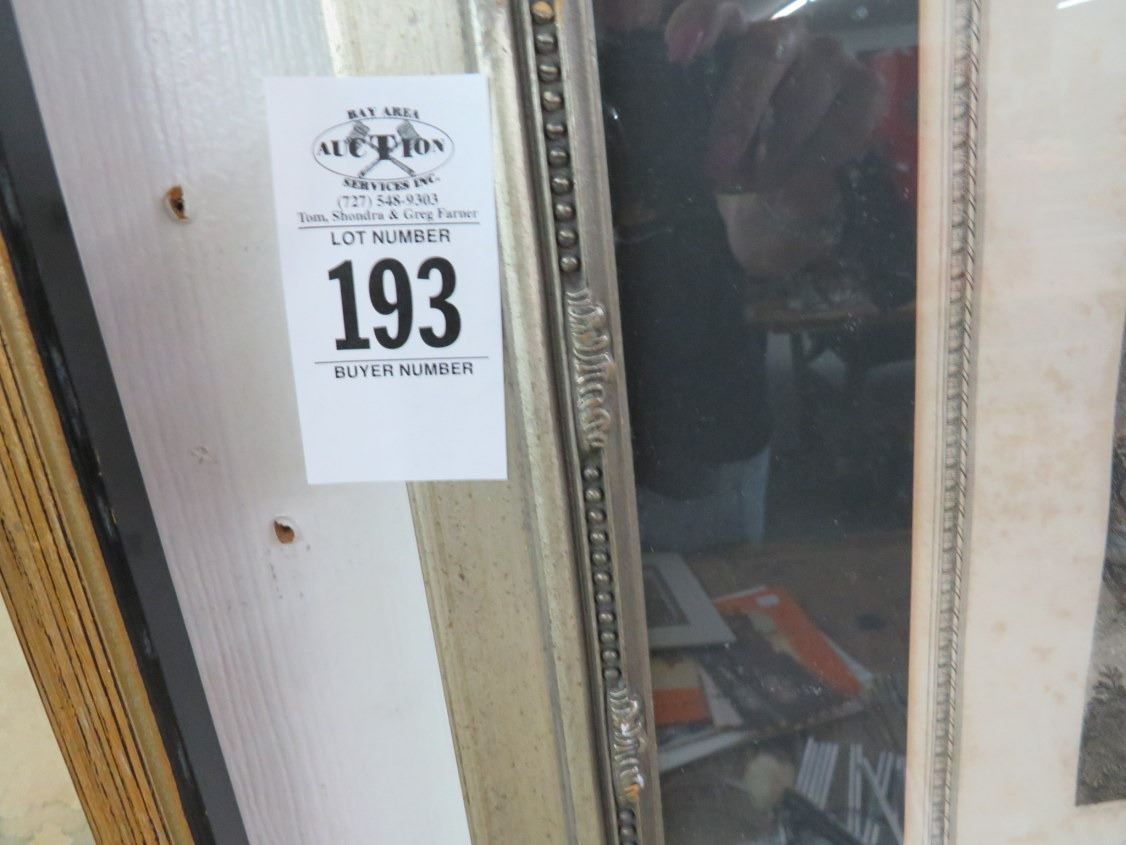 BAY AREA
AUCTION
SERVICES INC.
(727) 548-9303
Tom, Shondra & Greg Farner
LOT NUMBER
193
BUYER NUMBER